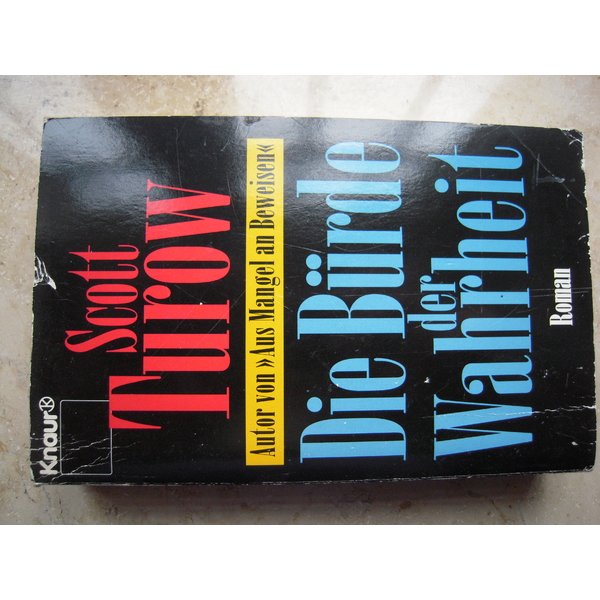 Knaur
Scott
Turow
Autor von »Aus Mangel an Beweisen«
Die Bürde
der
Wahrheit
Roman